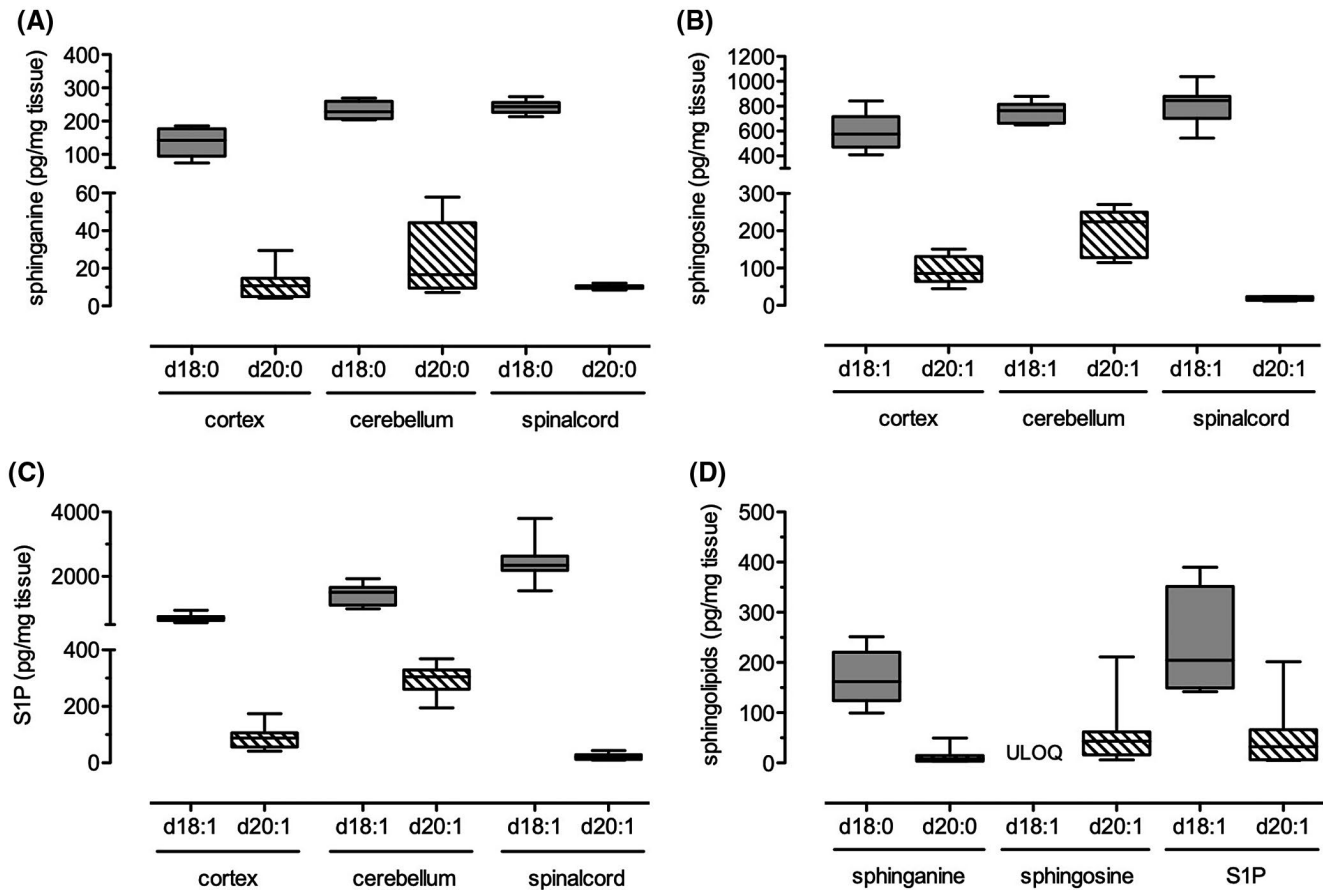 (A)
sphinganine (pg/mg tissue)
400
300
200
100
60
40
20
0
d18:0 d20:0 d18:0 d20:0 d18:0 d20:0
cortex cerebellum spinalcord
(B)
sphingosine (pg/mg tissue)
1200
1000
800
600
400
300
200
100
0
d18:1 d20:1 d18:1 d20:1 d18:1 d20:1
cortex cerebellum spinalcord
(C)
S1P (pg/mg tissue)
4000
2000
400
200
0
d18:1 d20:1 d18:1 d20:1 d18:1 d20:1
cortex cerebellum spinalcord
(D)
sphingolipids (pg/mg tissue)
500
400
300
200
100
0
ULOQ
d18:0 d20:0 d18:1 d20:1 d18:1 d20:1
sphinganine sphingosine S1P